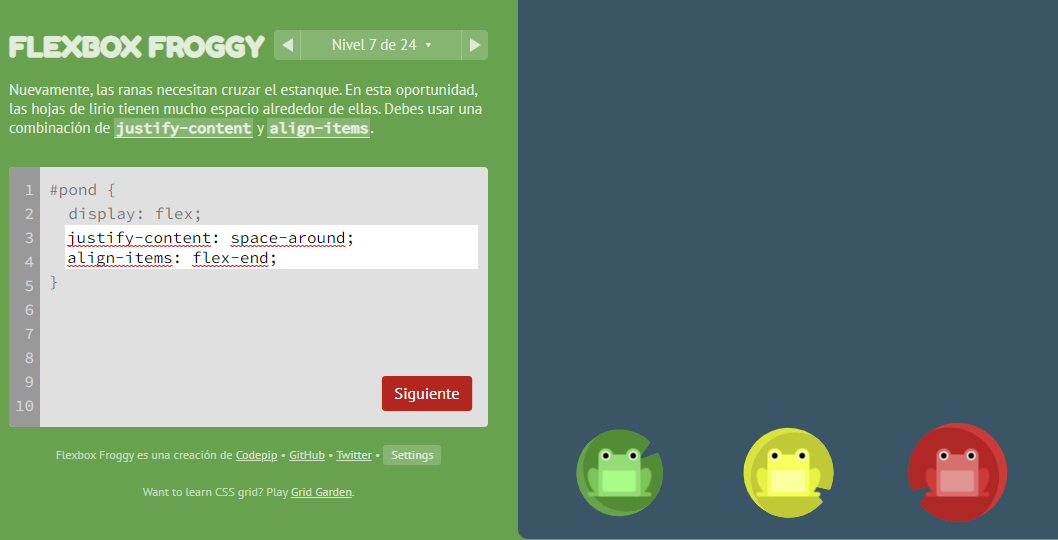 FLEXBOX FROGGY
◀ Nivel 7 de 24 ▾ ▶
Nuevamente, las ranas necesitan cruzar el estanque. En esta oportunidad,
las hojas de lirio tienen mucho espacio alrededor de ellas. Debes usar una
combinación de justify-content y align-items.
1 #pond {
2 display: flex;
3 justify-content: space-around;
4 align-items: flex-end;
5 }
6
7
8
9
10
Siguiente
Flexbox Froggy es una creación de Codepip • GitHub • Twitter • Settings
Want to learn CSS grid? Play Grid Garden.